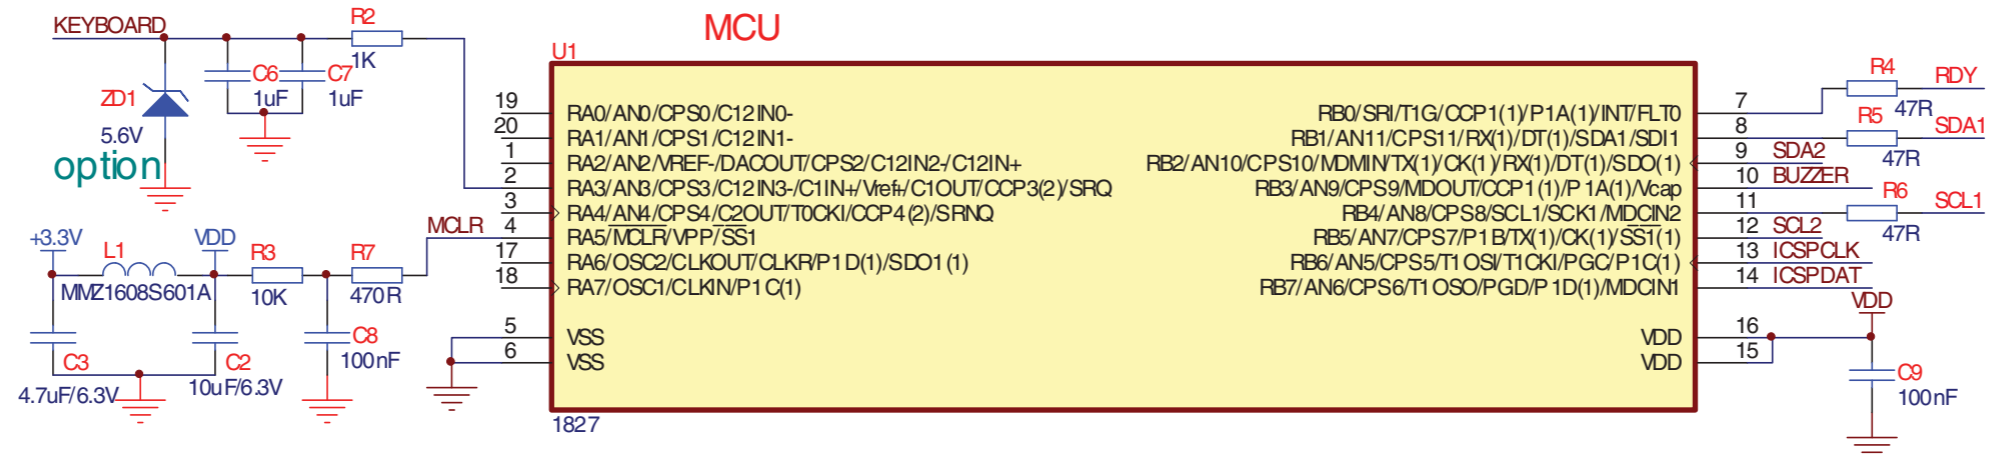 MCU
KEYBOARD
R2
1K
C6
1uF
C7
1uF
ZD1
5.6V
option
+3.3V
L1
MMZ1608S601A
VDD
R3
10K
R7
470R
MCLR
C3
4.7uF/6.3V
C2
10uF/6.3V
C8
100nF
U1
19 RA0/AN0/CPS0/C12IN0-
20 RA1/AN1/CPS1/C12IN1-
1 RA2/AN2/VREF-/DACOUT/CPS2/C12IN2-/C12IN+
2 RA3/AN3/CPS3/C12IN3-/C1IN+/Vref+/C1OUT/CCP3(2)/SRQ
3 RA4/AN4/CPS4/C2OUT/T0CKI/CCP4(2)/SRNQ
4 RA5/MCLR/VPP/SS1
17 RA6/OSC2/CLKOUT/CLKR/P1D(1)/SDO1(1)
18 RA7/OSC1/CLKIN/P1C(1)
5 VSS
6 VSS
1827
RB0/SRI/T1G/CCP1(1)/P1A(1)/INT/FLT0 7
RB1/AN11/CPS11/RX(1)/DT(1)/SDA1/SDI1 8
RB2/AN10/CPS10/MDMIN/TX(1)/CK(1)/RX(1)/DT(1)/SDO(1) 9 SDA2
RB3/AN9/CPS9/MDOUT/CCP1(1)/P1A(1)/Vcap 10 BUZZER
RB4/AN8/CPS8/SCL1/SCK1/MDCIN2 11
RB5/AN7/CPS7/P1B/TX(1)/CK(1)/SS1(1) 12 SCL2
RB6/AN5/CPS5/T1OSI/T1CKI/PGC/P1C(1) 13 ICSPCLK
RB7/AN6/CPS6/T1OSO/PGD/P1D(1)/MDCIN1 14 ICSPDAT
VDD 16
VDD 15
R4
47R
RDY
R5
47R
SDA1
R6
47R
SCL1
VDD
C9
100nF